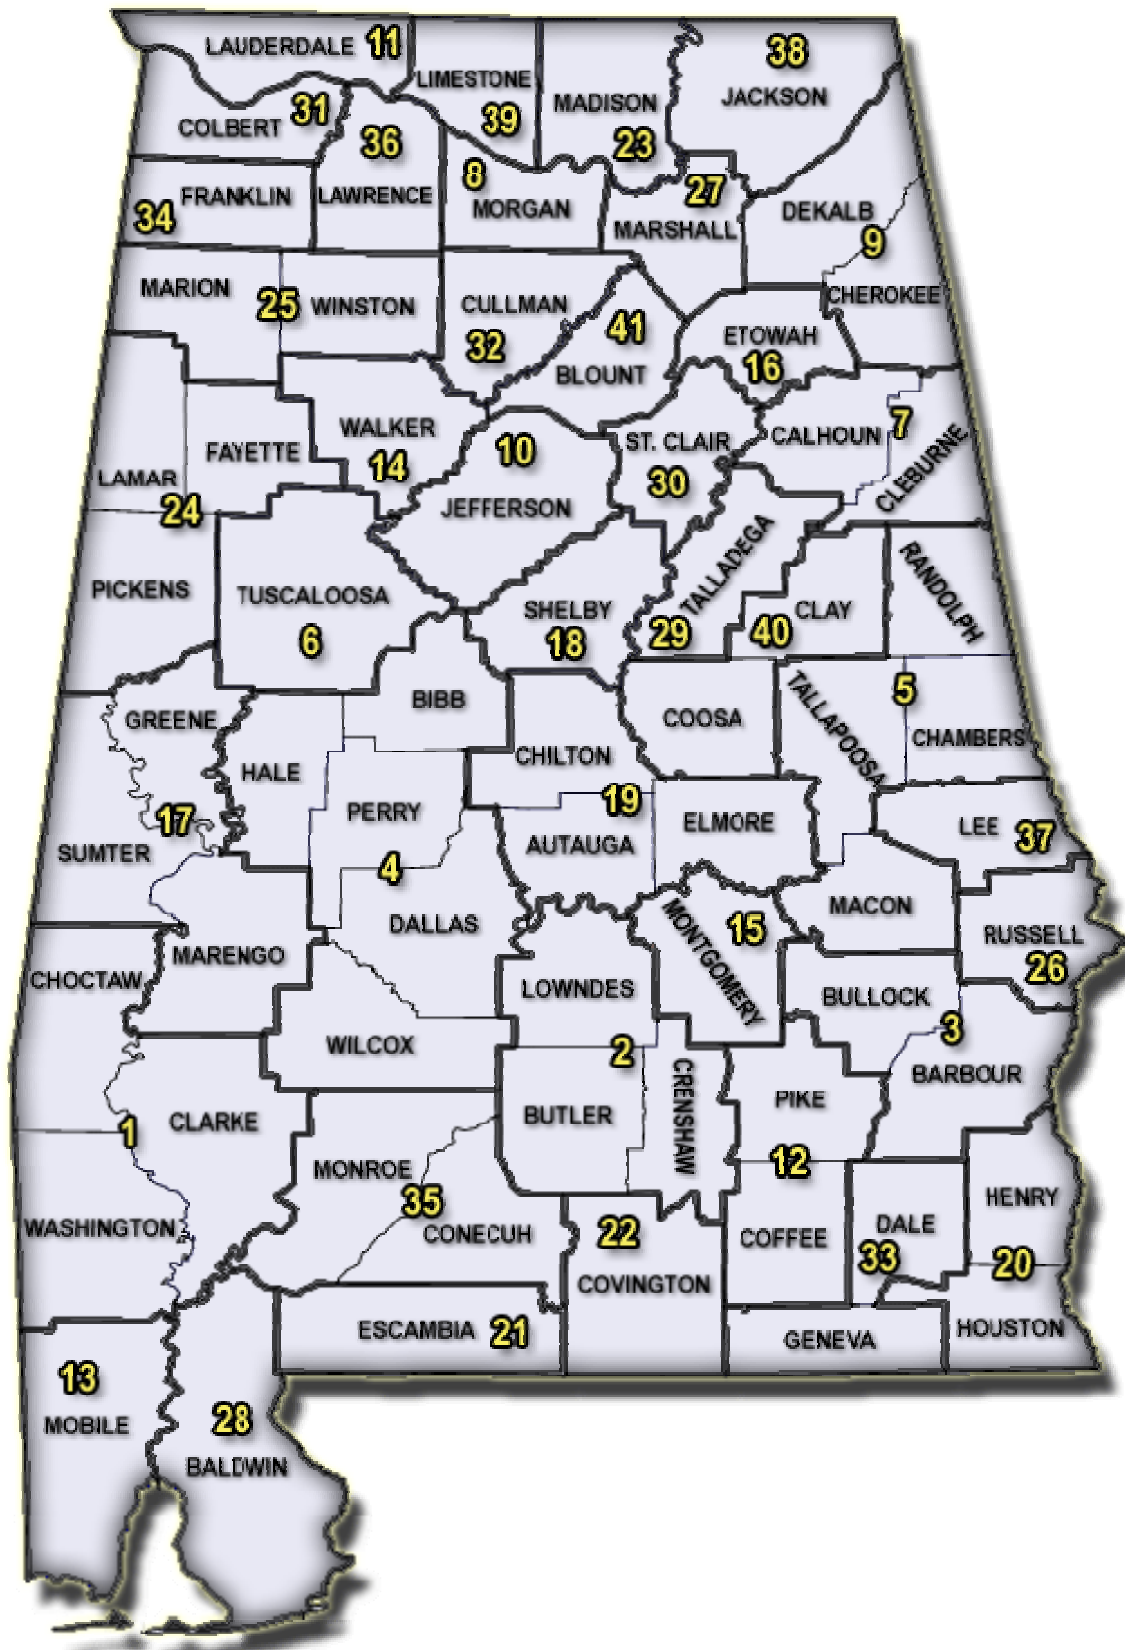 LAUDERDALE 11
LIMESTONE
39
MADISON
23
38
JACKSON
31
COLBERT
36
LAWRENCE
8
MORGAN
27
MARSHALL
FRANKLIN
34
DEKALB
9
CHEROKEE
MARION
25
WINSTON
CULLMAN
32
41
BLOUNT
ETOWAH
16
WALKER
14
10
JEFFERSON
ST. CLAIR
30
CALHOUN
7
CLEBURNE
FAYETTE
LAMAR
24
PICKENS
TUSCALOOSA
6
SHELBY
18
TALLADEGA
29
40
CLAY
RANDOLPH
GREENE
BIBB
COOSA
TALLAPOOSA
5
CHAMBERS
HALE
CHILTON
PERRY
19
AUTAUGA
ELMORE
LEE
37
17
SUMTER
4
DALLAS
MACON
15
MONTGOMERY
RUSSELL
26
MARENGO
CHOCTAW
LOWNDES
BULLOCK
3
BARBOUR
WILCOX
2
CRENSHAW
PIKE
12
CLARKE
1
BUTLER
MONROE
35
CONECUH
WASHINGTON
22
COVINGTON
COFFEE
DALE
33
HENRY
20
HOUSTON
ESCAMBIA 21
GENEVA
13
MOBILE
28
BALDWIN